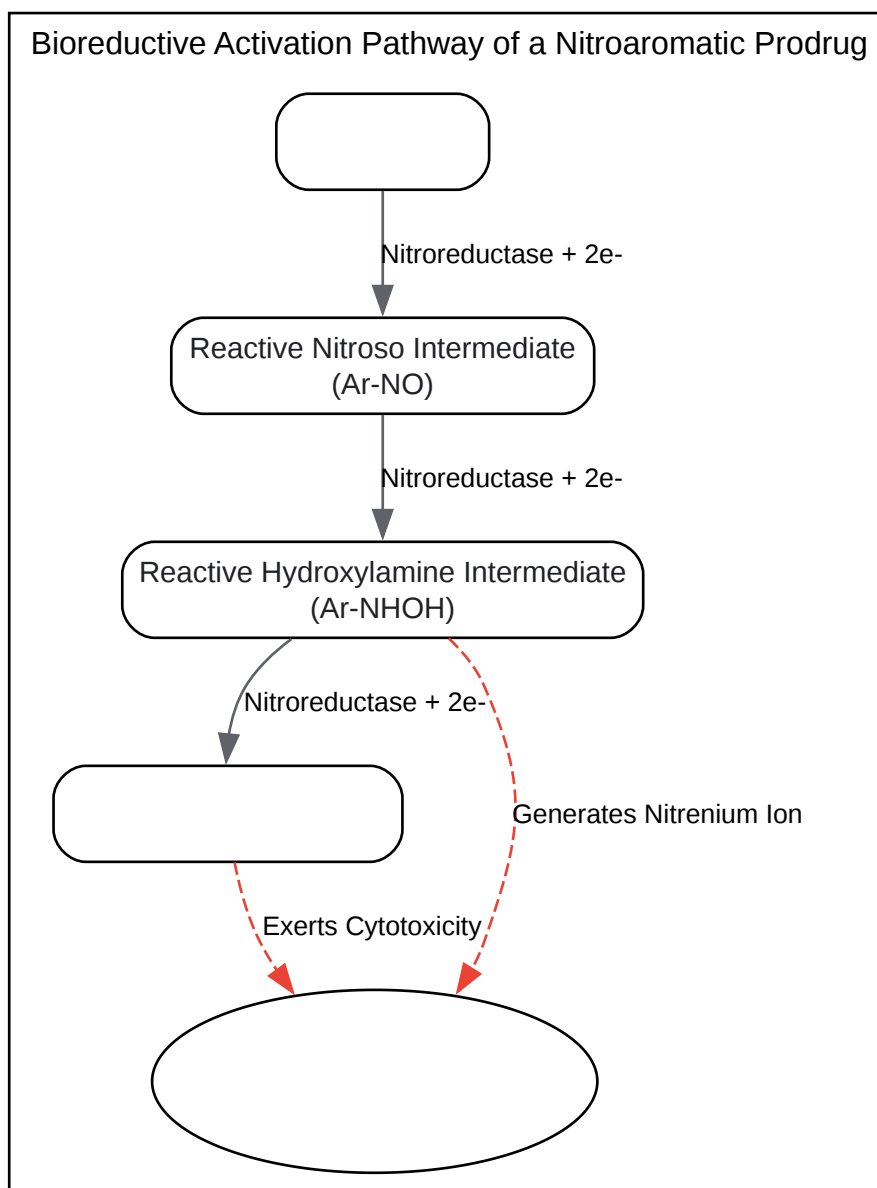 Bioreductive Activation Pathway of a Nitroaromatic Prodrug
Nitroreductase + 2e-
Reactive Nitroso Intermediate
(Ar-NO)
Nitroreductase + 2e-
Reactive Hydroxylamine Intermediate
(Ar-NHOH)
Nitroreductase + 2e-
Generates Nitrenium Ion
Exerts Cytotoxicity